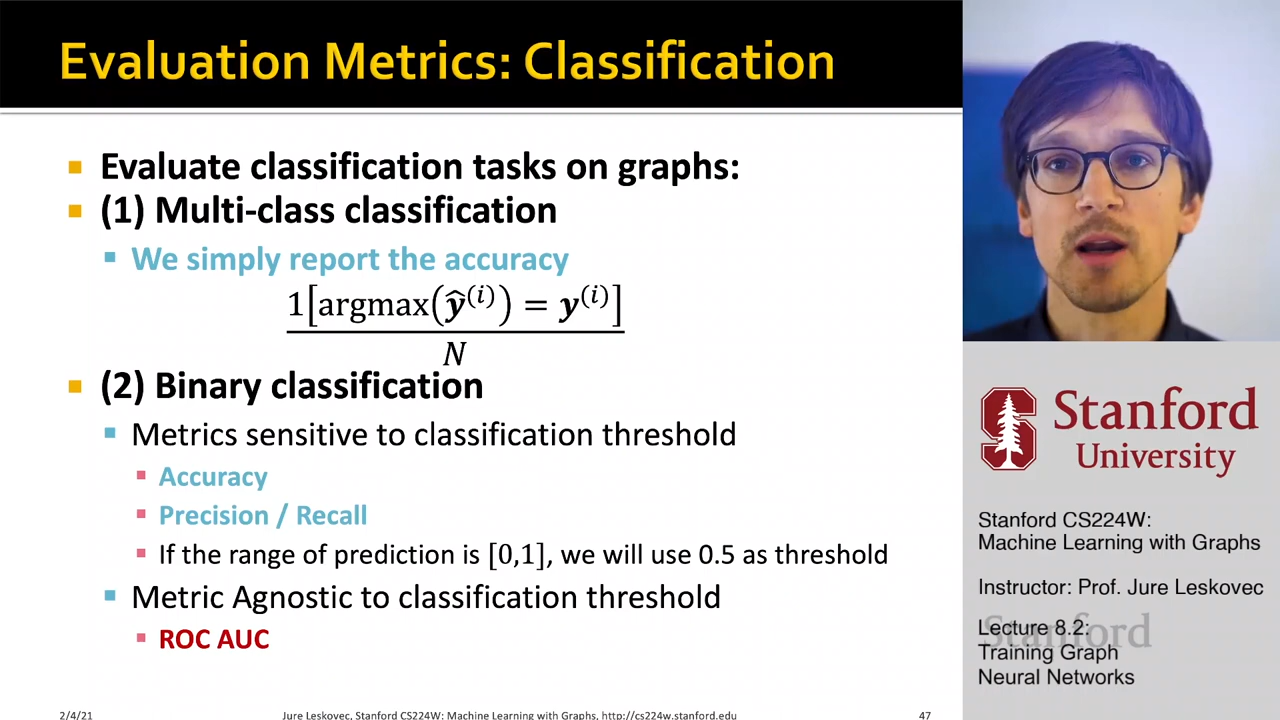 Evaluation Metrics: Classification
Evaluate classification tasks on graphs:
(1) Multi-class classification
We simply report the accuracy
1[argmax(ŷ⁽ⁱ⁾) = y⁽ⁱ⁾]
N
(2) Binary classification
Metrics sensitive to classification threshold
Accuracy
Precision / Recall
If the range of prediction is [0,1], we will use 0.5 as threshold
Metric Agnostic to classification threshold
ROC AUC
2/4/21
Jure Leskovec, Stanford CS224W: Machine Learning with Graphs, http://cs224w.stanford.edu
47
Stanford
University
Stanford CS224W:
Machine Learning with Graphs
Instructor: Prof. Jure Leskovec
Lecture 8.2:
Stanford
Training Graph
Neural Networks